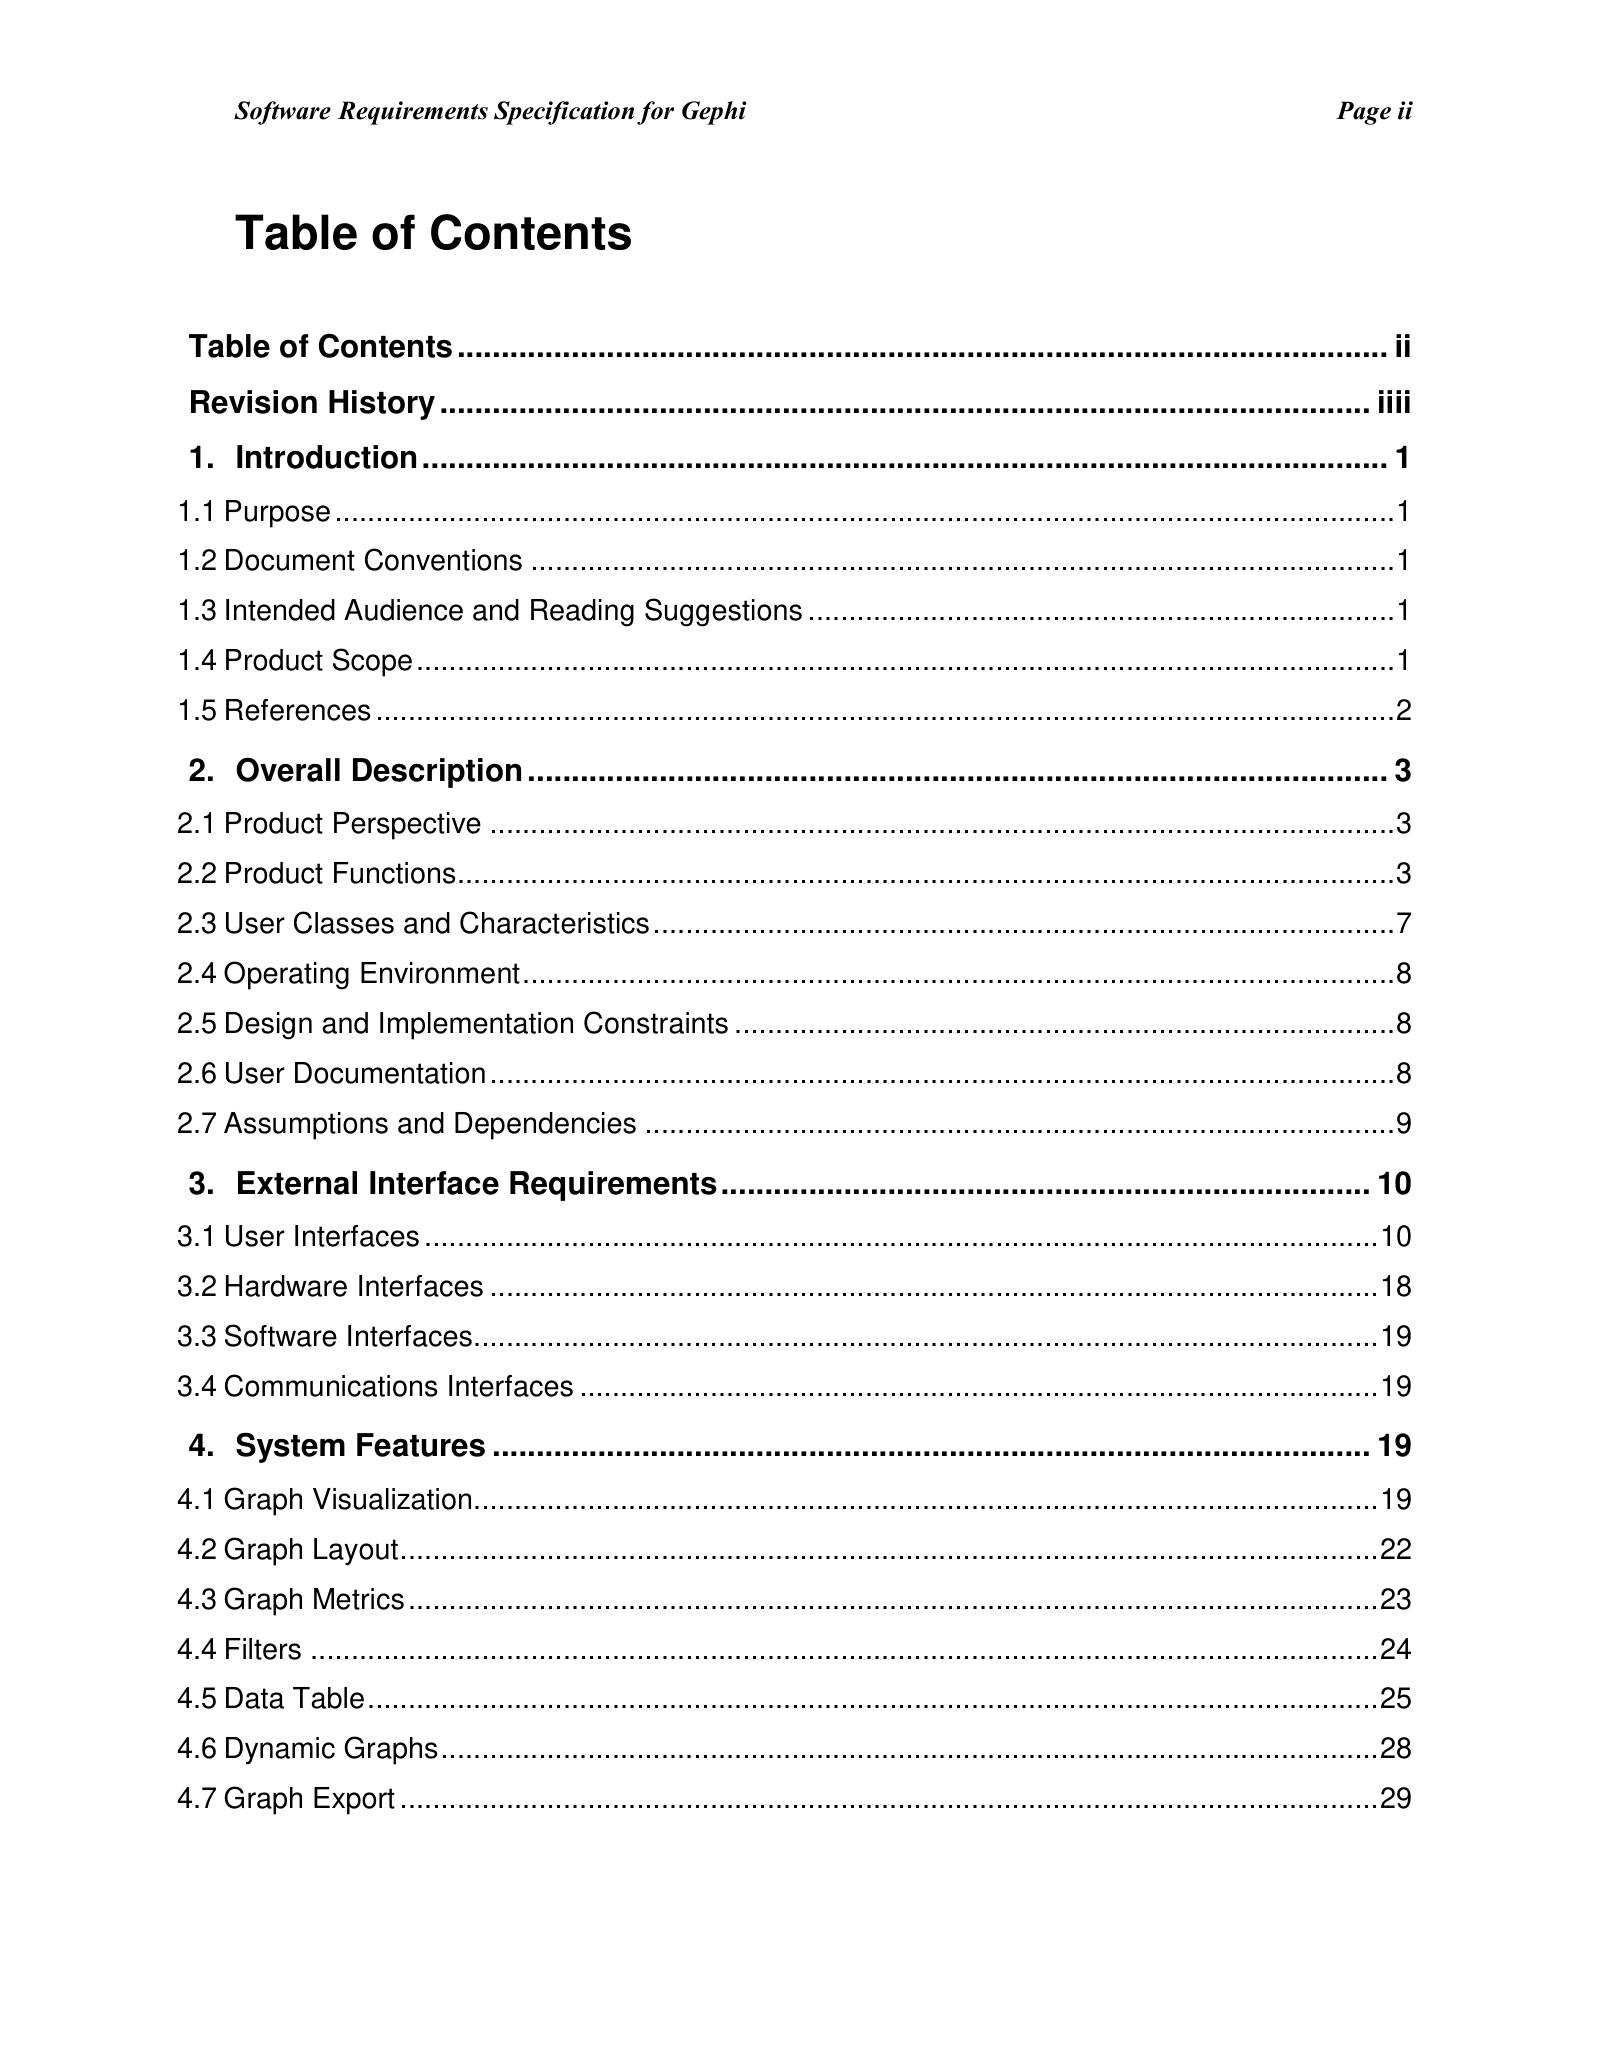 Software Requirements Specification for Gephi Page ii
Table of Contents
Table of Contents ........ ii
Revision History ........ iiii
1. Introduction ........ 1
1.1 Purpose ........ 1
1.2 Document Conventions ........ 1
1.3 Intended Audience and Reading Suggestions ........ 1
1.4 Product Scope ........ 1
1.5 References ........ 2
2. Overall Description ........ 3
2.1 Product Perspective ........ 3
2.2 Product Functions ........ 3
2.3 User Classes and Characteristics ........ 7
2.4 Operating Environment ........ 8
2.5 Design and Implementation Constraints ........ 8
2.6 User Documentation ........ 8
2.7 Assumptions and Dependencies ........ 9
3. External Interface Requirements ........ 10
3.1 User Interfaces ........ 10
3.2 Hardware Interfaces ........ 18
3.3 Software Interfaces ........ 19
3.4 Communications Interfaces ........ 19
4. System Features ........ 19
4.1 Graph Visualization ........ 19
4.2 Graph Layout ........ 22
4.3 Graph Metrics ........ 23
4.4 Filters ........ 24
4.5 Data Table ........ 25
4.6 Dynamic Graphs ........ 28
4.7 Graph Export ........ 29